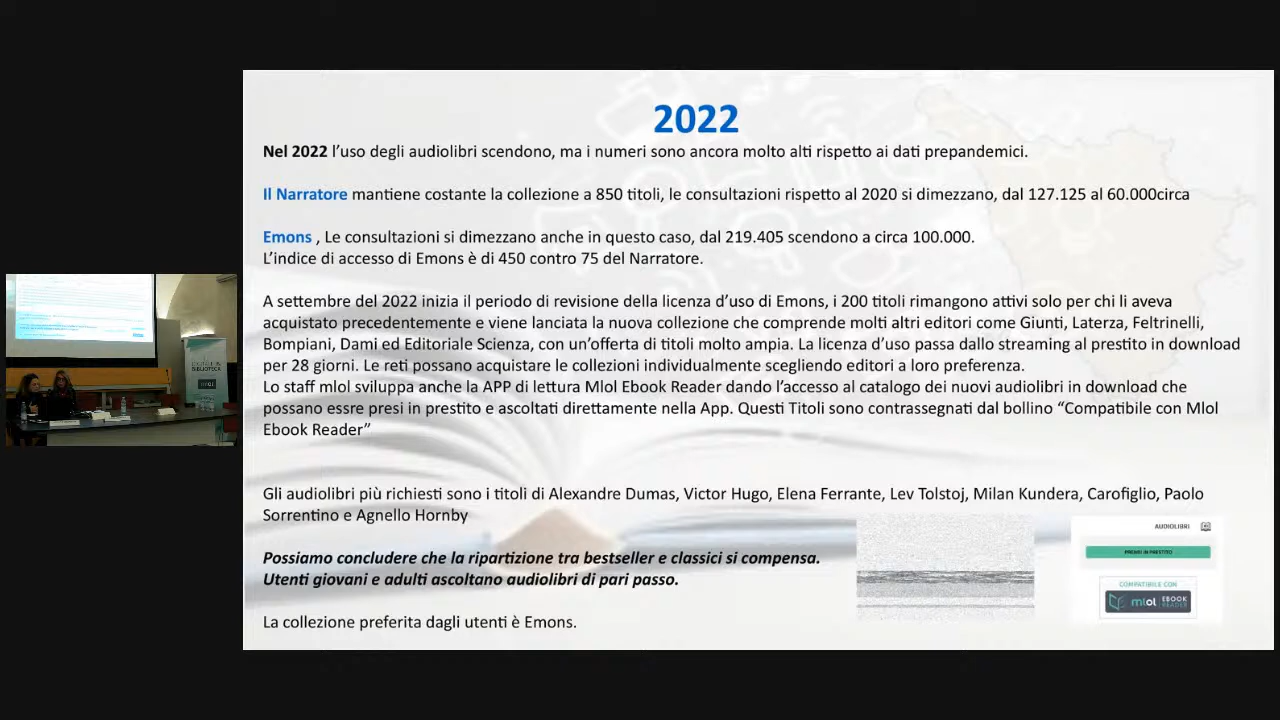 2022
Nel 2022 l'uso degli audiolibri scendono, ma i numeri sono ancora molto alti rispetto ai dati prepandemici.
Il Narratore mantiene costante la collezione a 850 titoli, le consultazioni rispetto al 2020 si dimezzano, dal 127.125 al 60.000circa
Emons , Le consultazioni si dimezzano anche in questo caso, dal 219.405 scendono a circa 100.000.
L'indice di accesso di Emons è di 450 contro 75 del Narratore.
A settembre del 2022 inizia il periodo di revisione della licenza d'uso di Emons, i 200 titoli rimangono attivi solo per chi li aveva
acquistato precedentemente e viene lanciata la nuova collezione che comprende molti altri editori come Giunti, Laterza, Feltrinelli,
Bompiani, Dami ed Editoriale Scienza, con un'offerta di titoli molto ampia. La licenza d'uso passa dallo streaming al prestito in download
per 28 giorni. Le reti possano acquistare le collezioni individualmente scegliendo editori a loro preferenza.
Lo staff mlol sviluppa anche la APP di lettura Mlol Ebook Reader dando l'accesso al catalogo dei nuovi audiolibri in download che
possano essre presi in prestito e ascoltati direttamente nella App. Questi Titoli sono contrassegnati dal bollino “Compatibile con Mlol
Ebook Reader”
Gli audiolibri più richiesti sono i titoli di Alexandre Dumas, Victor Hugo, Elena Ferrante, Lev Tolstoj, Milan Kundera, Carofiglio, Paolo
Sorrentino e Agnello Hornby
Possiamo concludere che la ripartizione tra bestseller e classici si compensa.
Utenti giovani e adulti ascoltano audiolibri di pari passo.
La collezione preferita dagli utenti è Emons.
AUDIOLIBRI
PRENDI IN PRESTITO
COMPATIBILE CON
mlol EBOOK READER
BIBLIOTECA